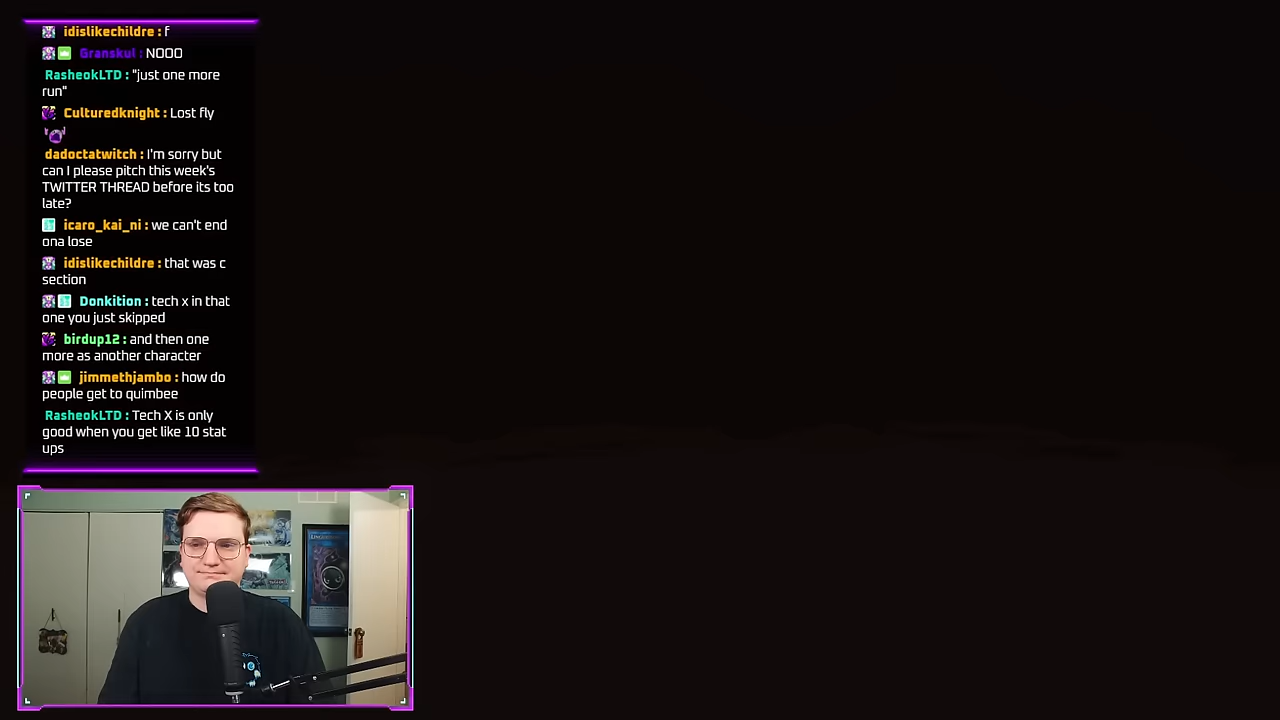 idislikechildre : f
Granskul : NOOO
RasheokLTD : "just one more
run"
Culturedknight : Lost fly
dadoctatwitch : I'm sorry but
can I please pitch this week's
TWITTER THREAD before its too
late?
icaro_kai_ni : we can't end
ona lose
idislikechildre : that was c
section
Donkition : tech x in that
one you just skipped
birdup12 : and then one
more as another character
jimmethjambo : how do
people get to quimbee
RasheokLTD : Tech X is only
good when you get like 10 stat
ups